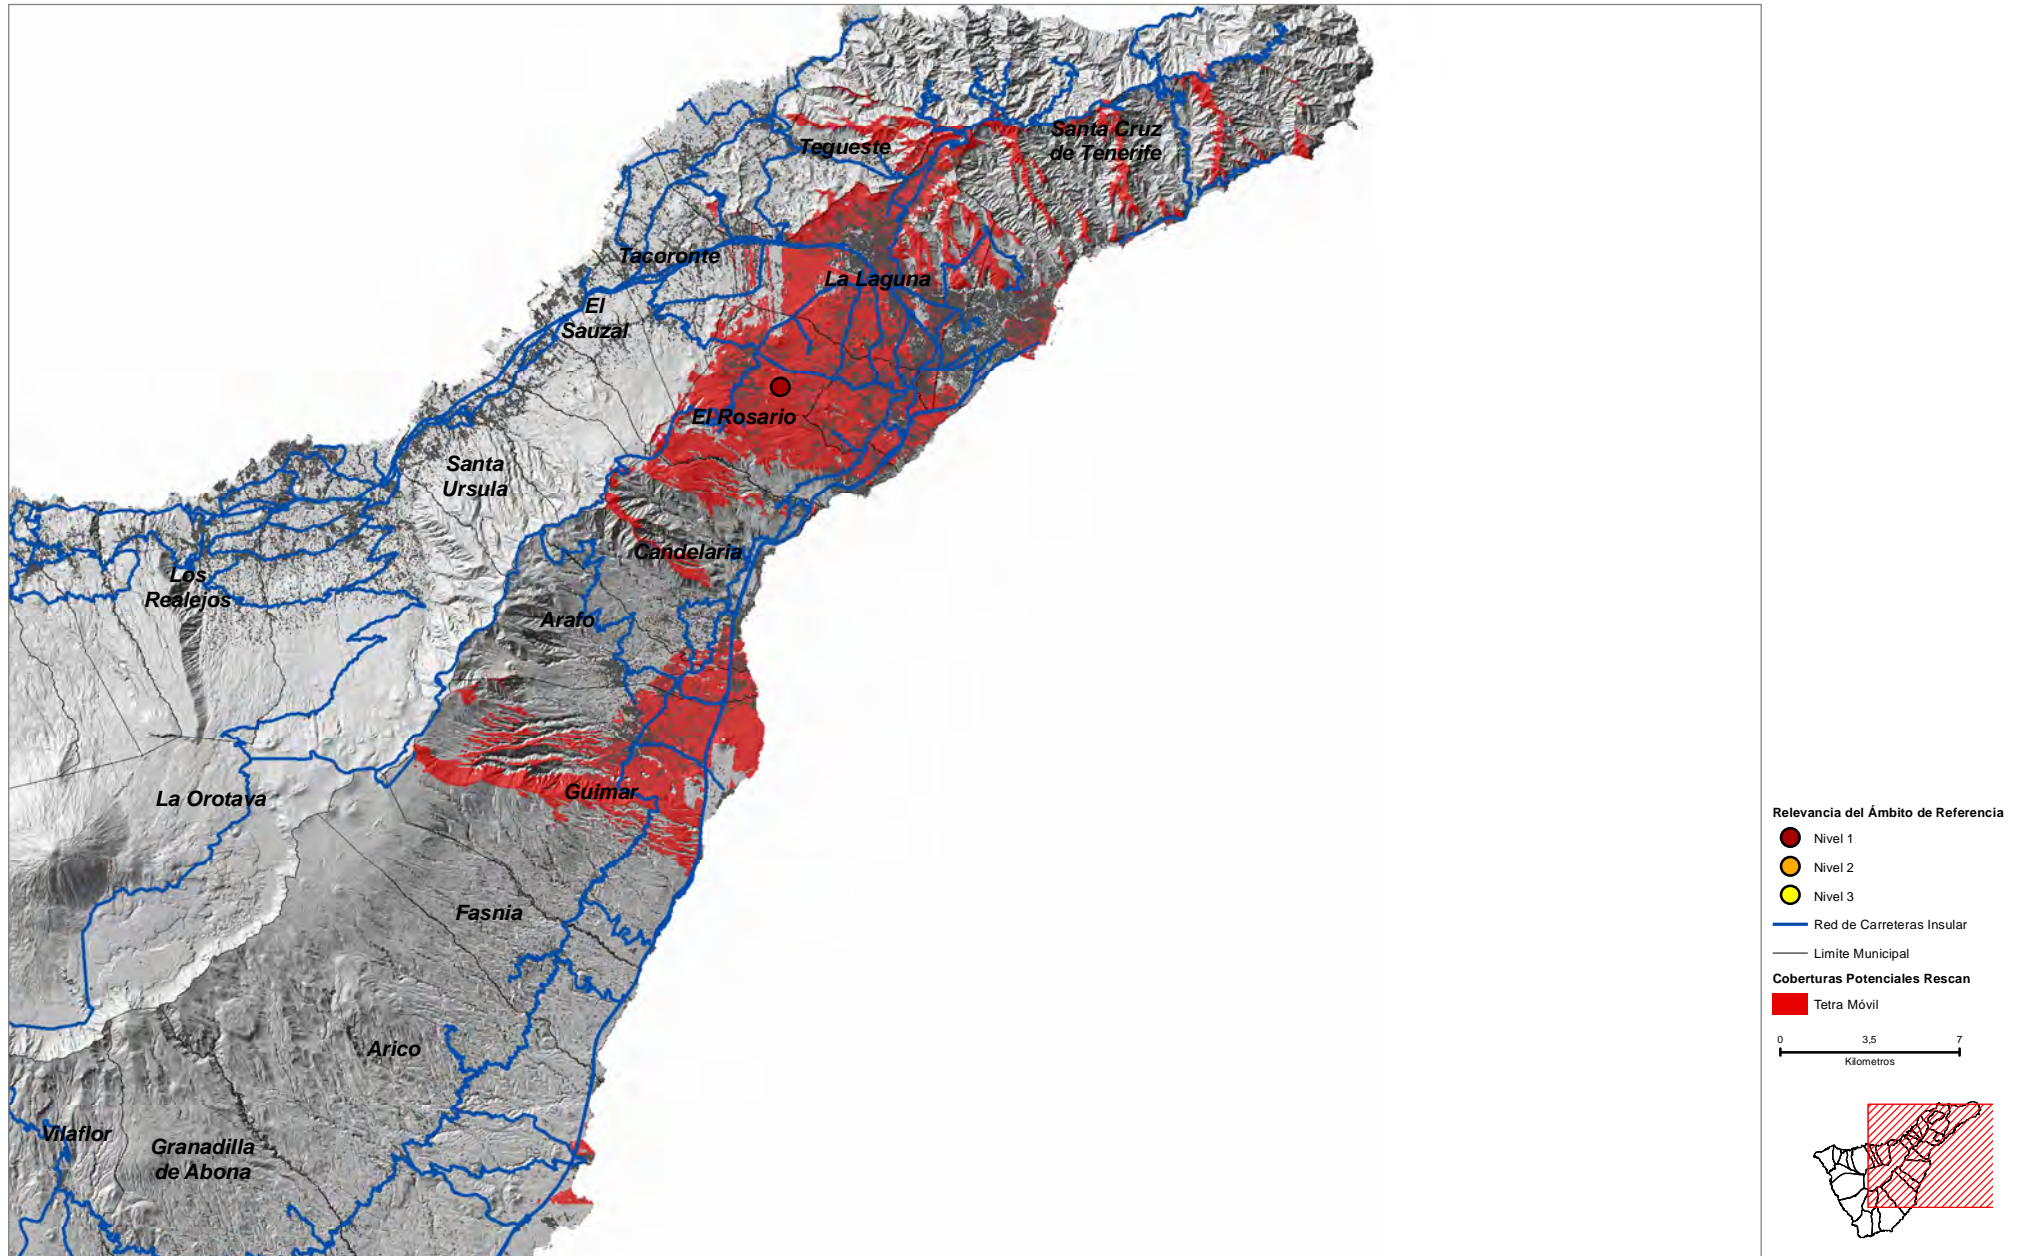 Santa Cruz
de Tenerife
Tegueste
Tacoronte
La Laguna
El
Sauzal
El Rosario
Santa
Ursula
Candelaria
Los
Realejos
Arafo
La Orotava
Guimar
Fasnia
Arico
Vilaflor
Granadilla
de Abona
Relevancia del Ámbito de Referencia
Nivel 1
Nivel 2
Nivel 3
Red de Carreteras Insular
Limíte Municipal
Coberturas Potenciales Rescan
Tetra Móvil
0 3,5 7
Kilometros